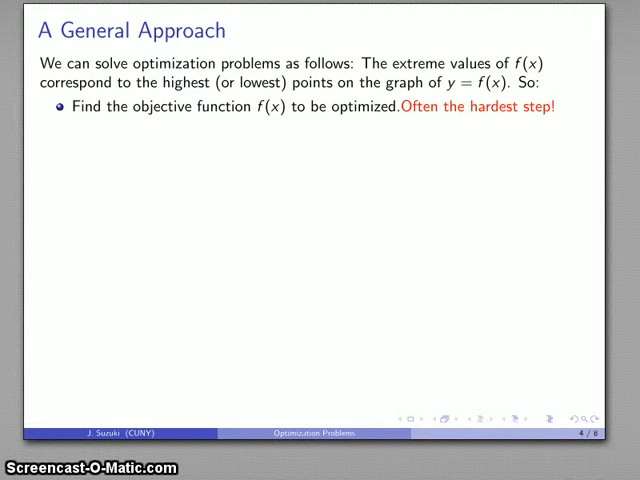 A General Approach
We can solve optimization problems as follows: The extreme values of f(x)
correspond to the highest (or lowest) points on the graph of y = f(x). So:
Find the objective function f(x) to be optimized.Often the hardest step!
J. Suzuki (CUNY)
Optimization Problems
4 / 8
Screencast-O-Matic.com